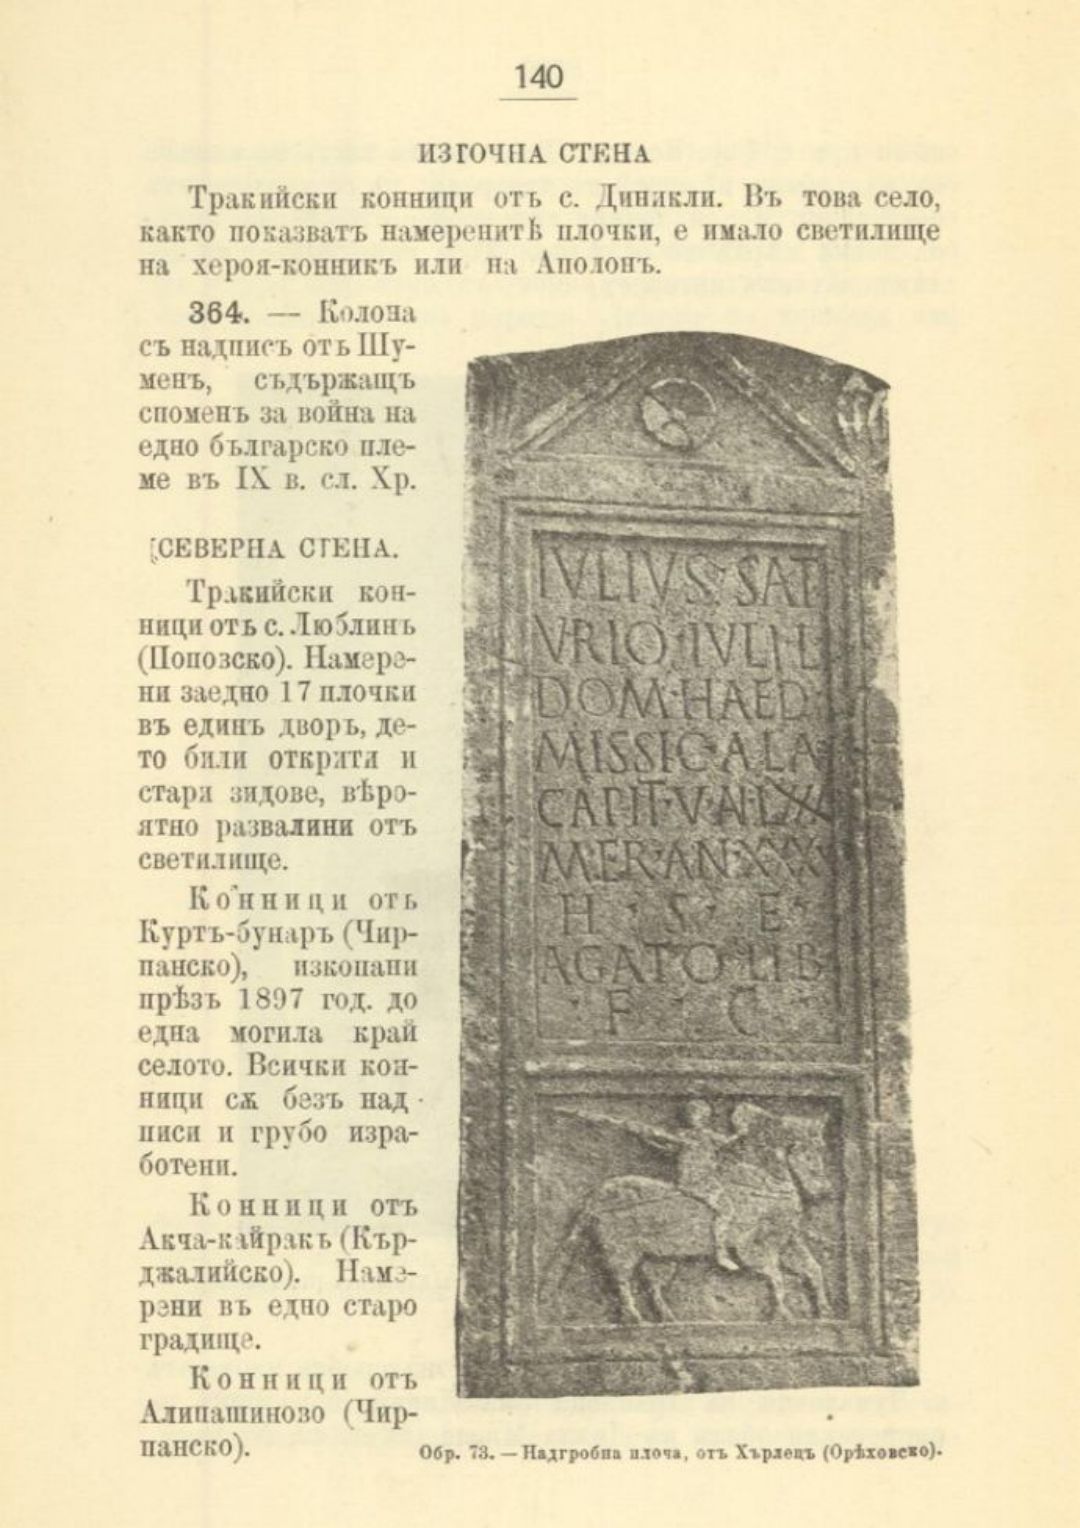 140
ИЗТОЧНА СТЕНА
Тракийски конници отъ с. Диникли. Въ това село,
както показватъ намеренитѣ плочки, е имало светилище
на хероя-конникъ или на Аполонъ.
364. — Колона
съ надписъ отъ Шу-
менъ, съдържащъ
споменъ за война на
едно българско пле-
ме въ IX в. сл. Хр.
СЕВЕРНА СТЕНА.
Тракийски кон-
ници отъ с. Люблинъ
(Попозско). Намере-
ни заедно 17 плочки
въ единъ дворъ, де-
то били открити и
стари зидове, вѣро-
ятно развалини отъ
светилище.
Конници отъ
Куртъ-бунаръ (Чир-
панско), изкопани
прѣзъ 1897 год. до
една могила край
селото. Всички кон-
ници сѫ безъ над-
писи и грубо изра-
ботени.
Конници отъ
Акча-кайракъ (Кър-
джалийско). Наме-
рени въ едно старо
градище.
Конници отъ
Алипашиново (Чир-
панско).
IVLIVS SAT
VRIO IVLI L
DOM·HAED
MISSIC·ALA
CAPIT·V·A·LXX
MER·AN·XXX
H · S · E
AGATO LIB
· F · C ·
Обр. 73. — Надгробна плоча, отъ Хърлецъ (Орѣховско).